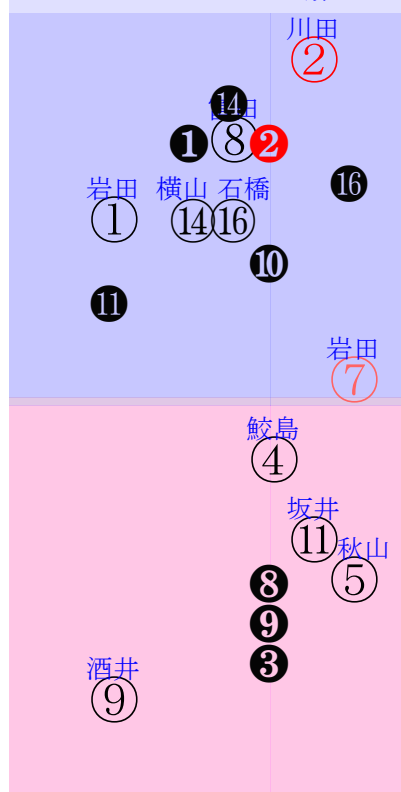 川田
②
⓮
田
❶ ⑧ ❷
⓰
岩田 横山 石橋
① ⑭ ⑯
❿
⓫
岩田
⑦
鮫島
④
坂井
⑪
秋山
❽ ⑤
❾
❸
酒井
⑨